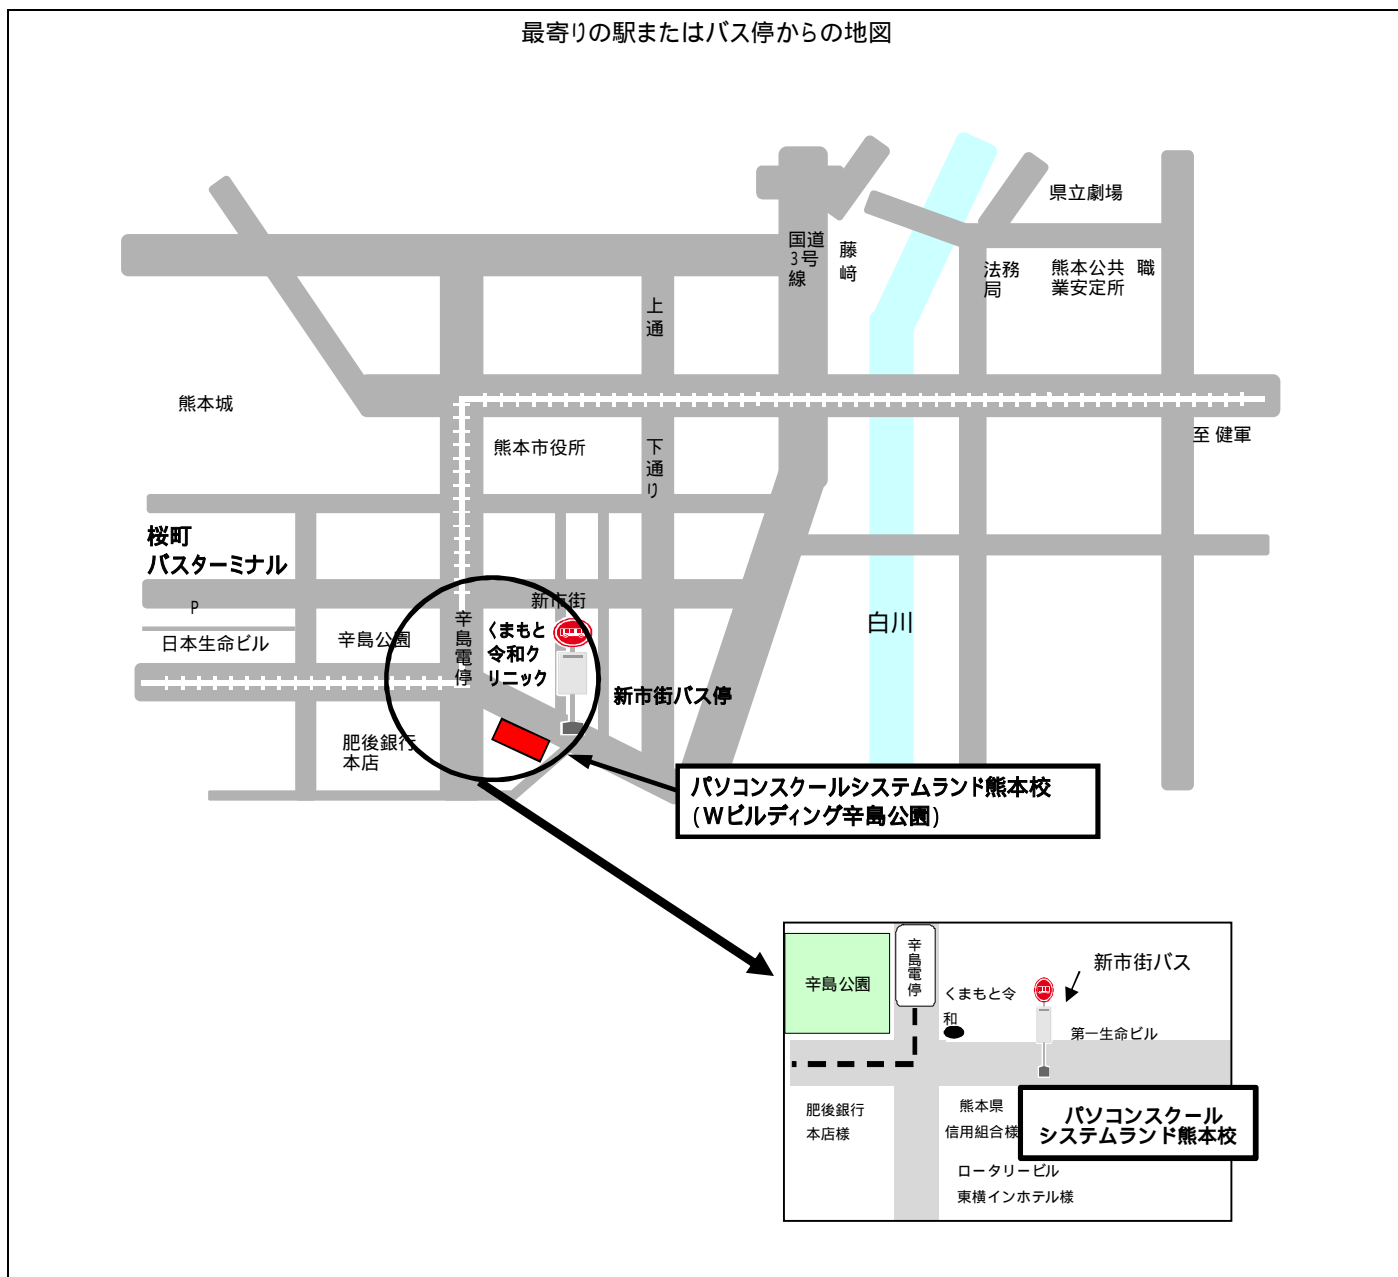 最寄りの駅またはバス停からの地図
県立劇場
国道
3号
線
藤
崎
法務
局
熊本公共 職
業安定所
上
通
熊本城
熊本市役所
下
通
り
至 健軍
桜町
バスターミナル
P
日本生命ビル
辛島公園
辛
島
電
停
新市街
くまもと
令和ク
リニック
新市街バス停
白川
肥後銀行
本店
パソコンスクールシステムランド熊本校
(Wビルディング辛島公園)
辛島公園
辛
島
電
停
くまもと令
和
新市街バス
第一生命ビル
肥後銀行
本店様
熊本県
信用組合様
パソコンスクール
システムランド熊本校
ロータリービル
東横インホテル様